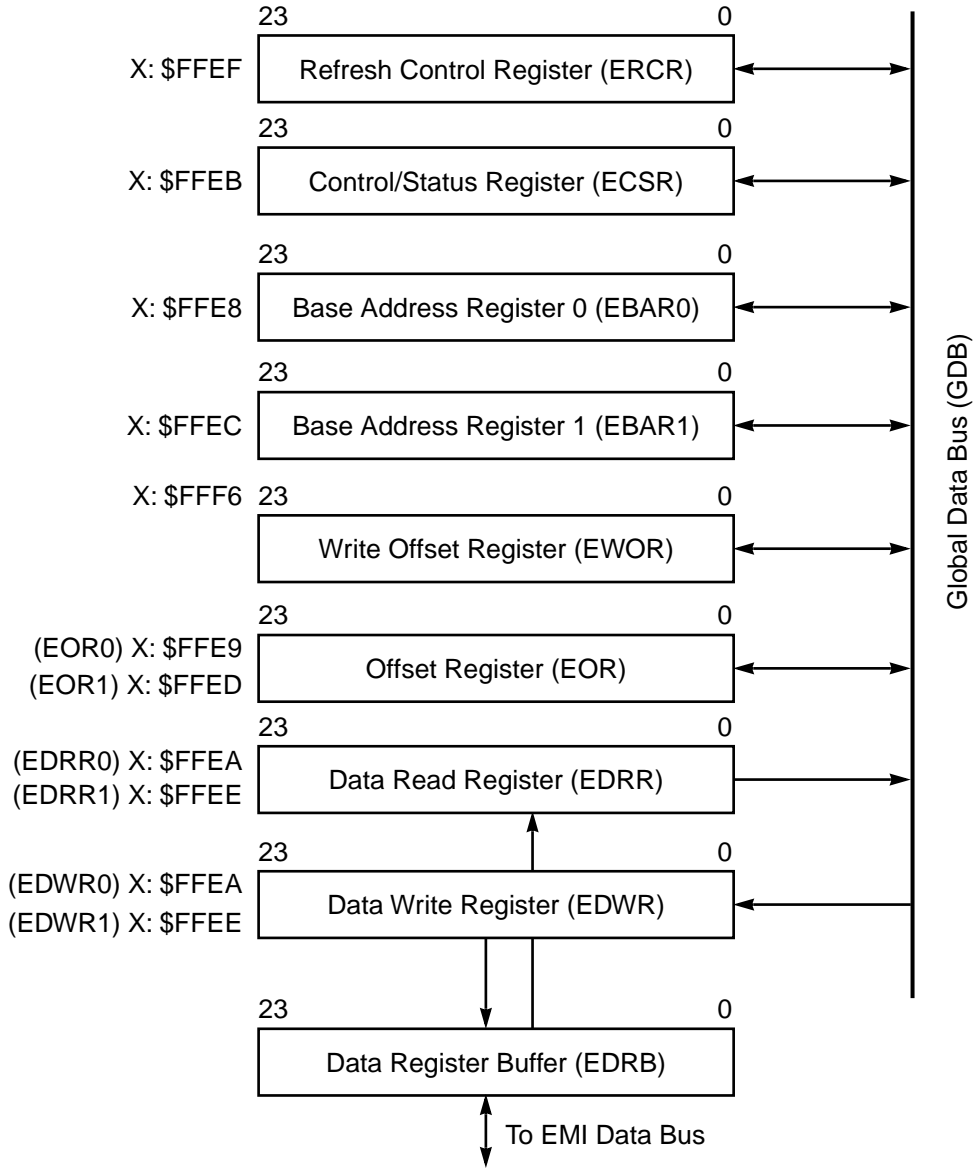 23 0
X: $FFEF Refresh Control Register (ERCR)
23 0
X: $FFEB Control/Status Register (ECSR)
23 0
X: $FFE8 Base Address Register 0 (EBAR0)
23 0
X: $FFEC Base Address Register 1 (EBAR1)
X: $FFF6 23 0
Write Offset Register (EWOR)
23 0
(EOR0) X: $FFE9
Offset Register (EOR)
(EOR1) X: $FFED
23 0
(EDRR0) X: $FFEA
Data Read Register (EDRR)
(EDRR1) X: $FFEE
23 0
(EDWR0) X: $FFEA
Data Write Register (EDWR)
(EDWR1) X: $FFEE
23 0
Data Register Buffer (EDRB)
To EMI Data Bus
Global Data Bus (GDB)